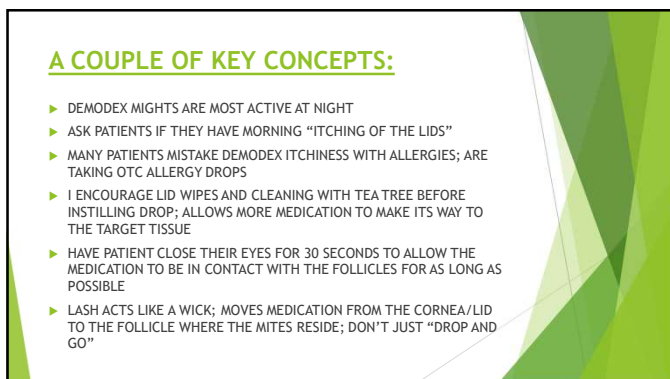 A COUPLE OF KEY CONCEPTS:
DEMODEX MIGHTS ARE MOST ACTIVE AT NIGHT
ASK PATIENTS IF THEY HAVE MORNING “ITCHING OF THE LIDS”
MANY PATIENTS MISTAKE DEMODEX ITCHINESS WITH ALLERGIES; ARE
TAKING OTC ALLERGY DROPS
I ENCOURAGE LID WIPES AND CLEANING WITH TEA TREE BEFORE
INSTILLING DROP; ALLOWS MORE MEDICATION TO MAKE ITS WAY TO
THE TARGET TISSUE
HAVE PATIENT CLOSE THEIR EYES FOR 30 SECONDS TO ALLOW THE
MEDICATION TO BE IN CONTACT WITH THE FOLLICLES FOR AS LONG AS
POSSIBLE
LASH ACTS LIKE A WICK; MOVES MEDICATION FROM THE CORNEA/LID
TO THE FOLLICLE WHERE THE MITES RESIDE; DON’T JUST “DROP AND
GO”